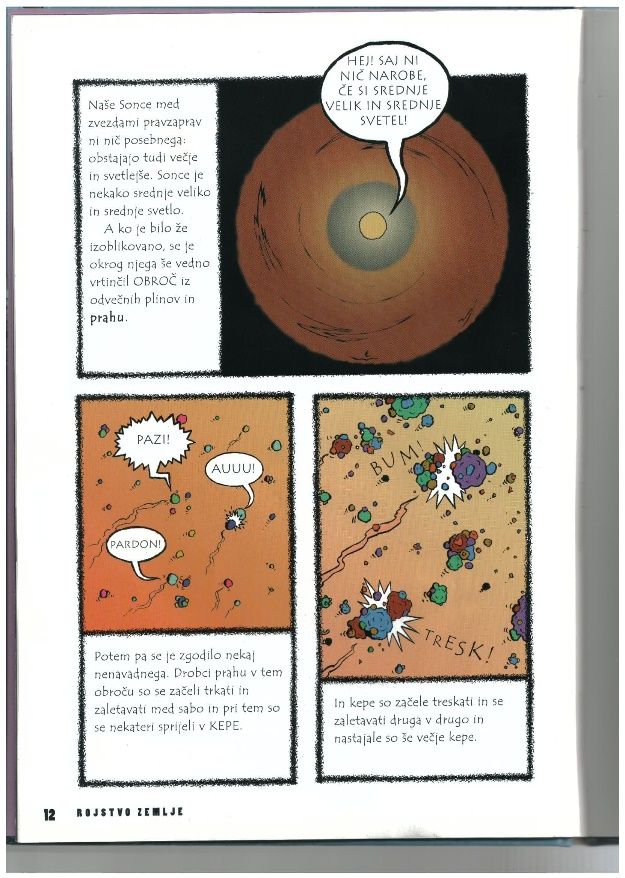 HEJ! SAJ NI
NIČ NAROBE,
ČE SI SREDNJE
VELIK IN SREDNJE
SVETEL!
Naše Sonce med
zvezdami pravzaprav
ni nič posebnega:
obstajajo tudi večje
in svetlejše. Sonce je
nekako srednje veliko
in srednje svetlo.
A ko je bilo že
izoblikovano, se je
okrog njega še vedno
vrtinčil OBROČ iz
odvečnih plinov in
prahu.
PAZI!
AUUU!
PARDON!
Potem pa se je zgodilo nekaj
nenavadnega. Drobci prahu v tem
obroču so se začeli trkati in
zaletavati med sabo in pri tem so
se nekateri sprijeli v KEPE.
BUM!
TRESK!
In kepe so začele treskati in se
zaletavati druga v drugo in
nastajale so še večje kepe.
12 ROJSTVO ZEMLJE